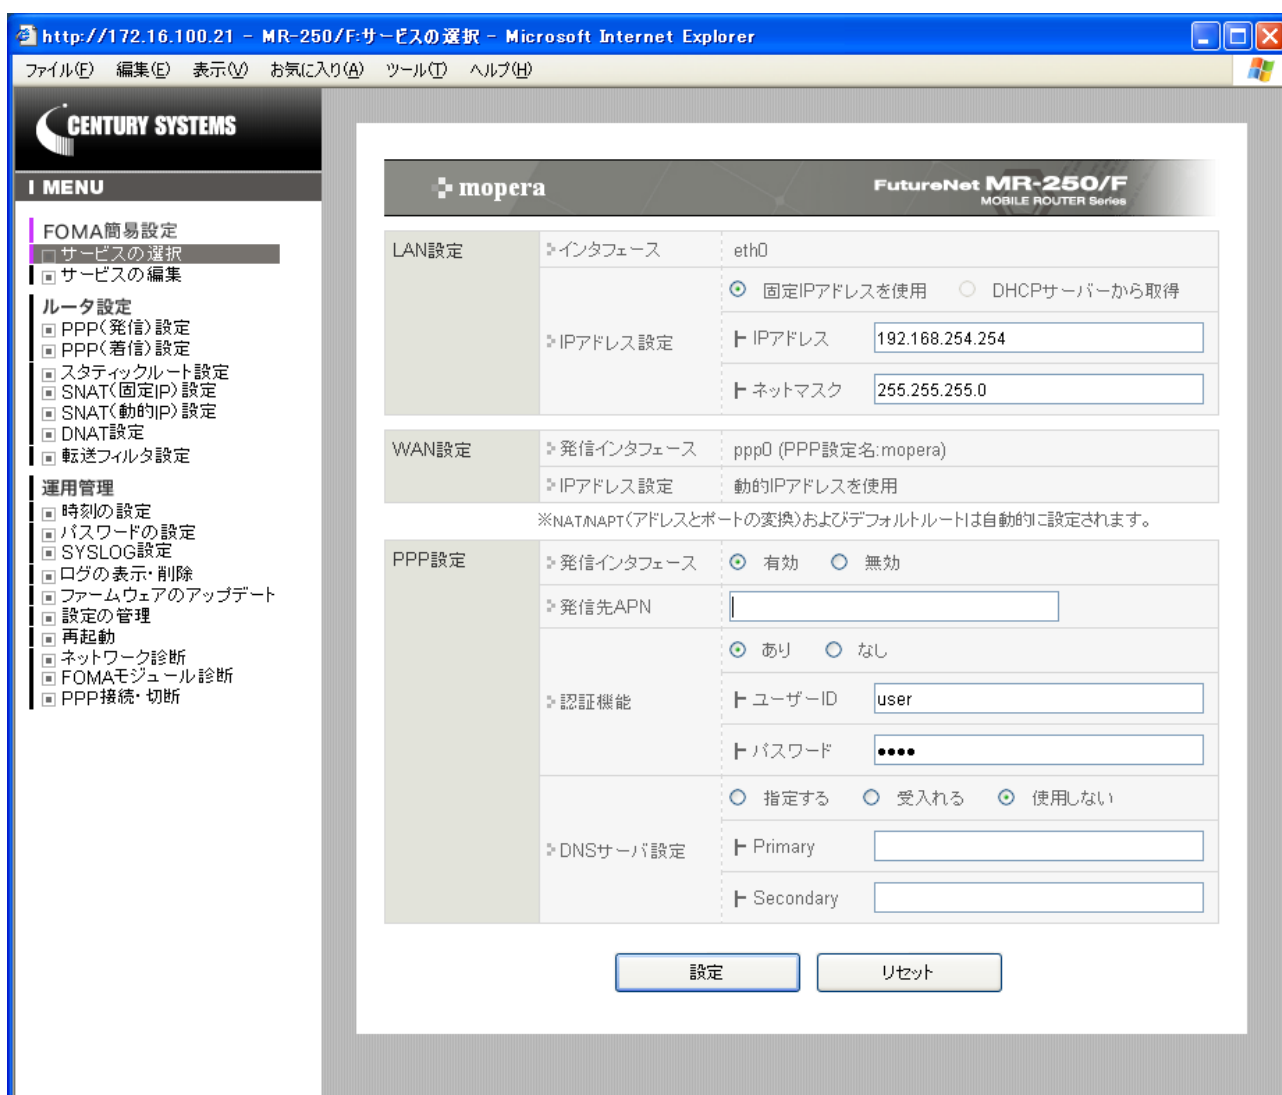 http://172.16.100.21 - MR-250/F:サービスの選択 - Microsoft Internet Explorer
ファイル(F) 編集(E) 表示(V) お気に入り(A) ツール(T) ヘルプ(H)
CENTURY SYSTEMS
MENU
FOMA簡易設定
サービスの選択
サービスの編集
ルータ設定
PPP(発信)設定
PPP(着信)設定
スタティックルート設定
SNAT(固定IP)設定
SNAT(動的IP)設定
DNAT設定
転送フィルタ設定
運用管理
時刻の設定
パスワードの設定
SYSLOG設定
ログの表示・削除
ファームウェアのアップデート
設定の管理
再起動
ネットワーク診断
FOMAモジュール診断
PPP接続・切断
mopera
FutureNet MR-250/F
MOBILE ROUTER Series
LAN設定 インタフェース eth0
固定IPアドレスを使用 DHCPサーバーから取得
IPアドレス設定
IPアドレス 192.168.254.254
ネットマスク 255.255.255.0
WAN設定 発信インタフェース ppp0 (PPP設定名:mopera)
IPアドレス設定 動的IPアドレスを使用
※NAT/NAPT(アドレスとポートの変換)およびデフォルトルートは自動的に設定されます。
PPP設定 発信インタフェース 有効 無効
発信先APN
あり なし
認証機能
ユーザーID user
パスワード ●●●●
指定する 受入れる 使用しない
DNSサーバ設定
Primary
Secondary
設定 リセット